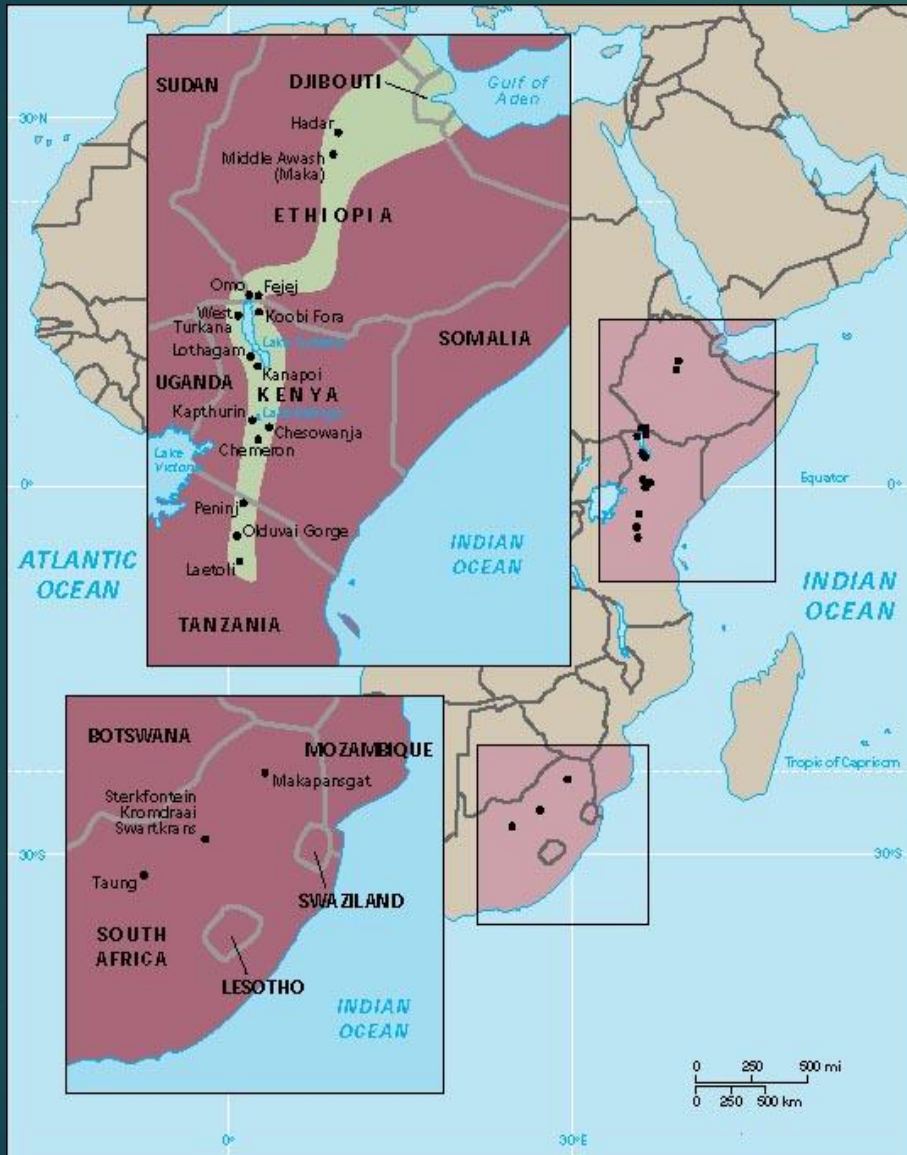 SUDAN
DJIBOUTI
Gulf of
Aden
30°N
Hadar
Middle Awash
(Maka)
ETHIOPIA
Omo
Fejej
West
Turkana
Koobi Fora
Lake
SOMALIA
Lothagam
Kanapoi
UGANDA
KENYA
Kapthurin
Chesowanja
Chemeron
Lake
Victoria
0°
Equator
Peninj
Olduvai Gorge
Laetoli
ATLANTIC
OCEAN
INDIAN
OCEAN
INDIAN
OCEAN
TANZANIA
BOTSWANA
MOZAMBIQUE
Makapansgat
Tropic of Capricorn
Sterkfontein
Kromdraai
Swartkrans
30°S
30°S
Taung
SWAZILAND
SOUTH
AFRICA
LESOTHO
INDIAN
OCEAN
0 250 500 mi
0 250 500 km
0°
30°E